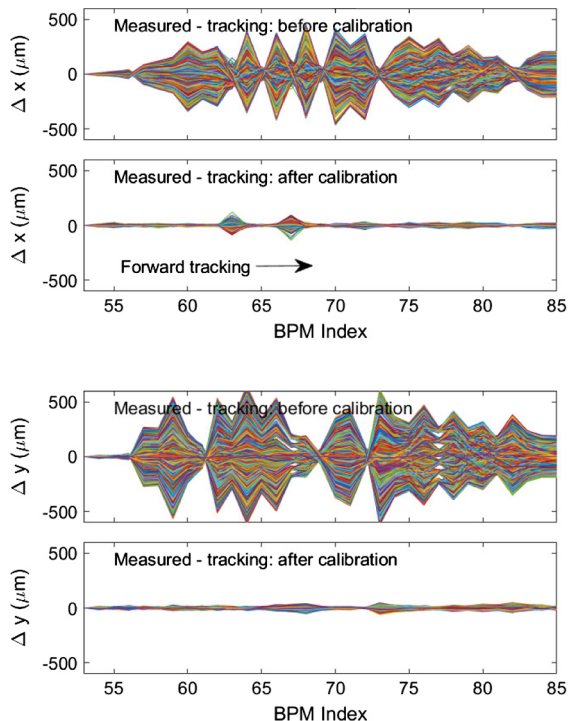 Measured - tracking: before calibration
500
0
-500
Δ x (μm)
Measured - tracking: after calibration
500
0
-500
Δ x (μm)
Forward tracking
55 60 65 70 75 80 85
BPM Index
Measured - tracking: before calibration
500
0
-500
Δ y (μm)
Measured - tracking: after calibration
500
0
-500
Δ y (μm)
55 60 65 70 75 80 85
BPM Index